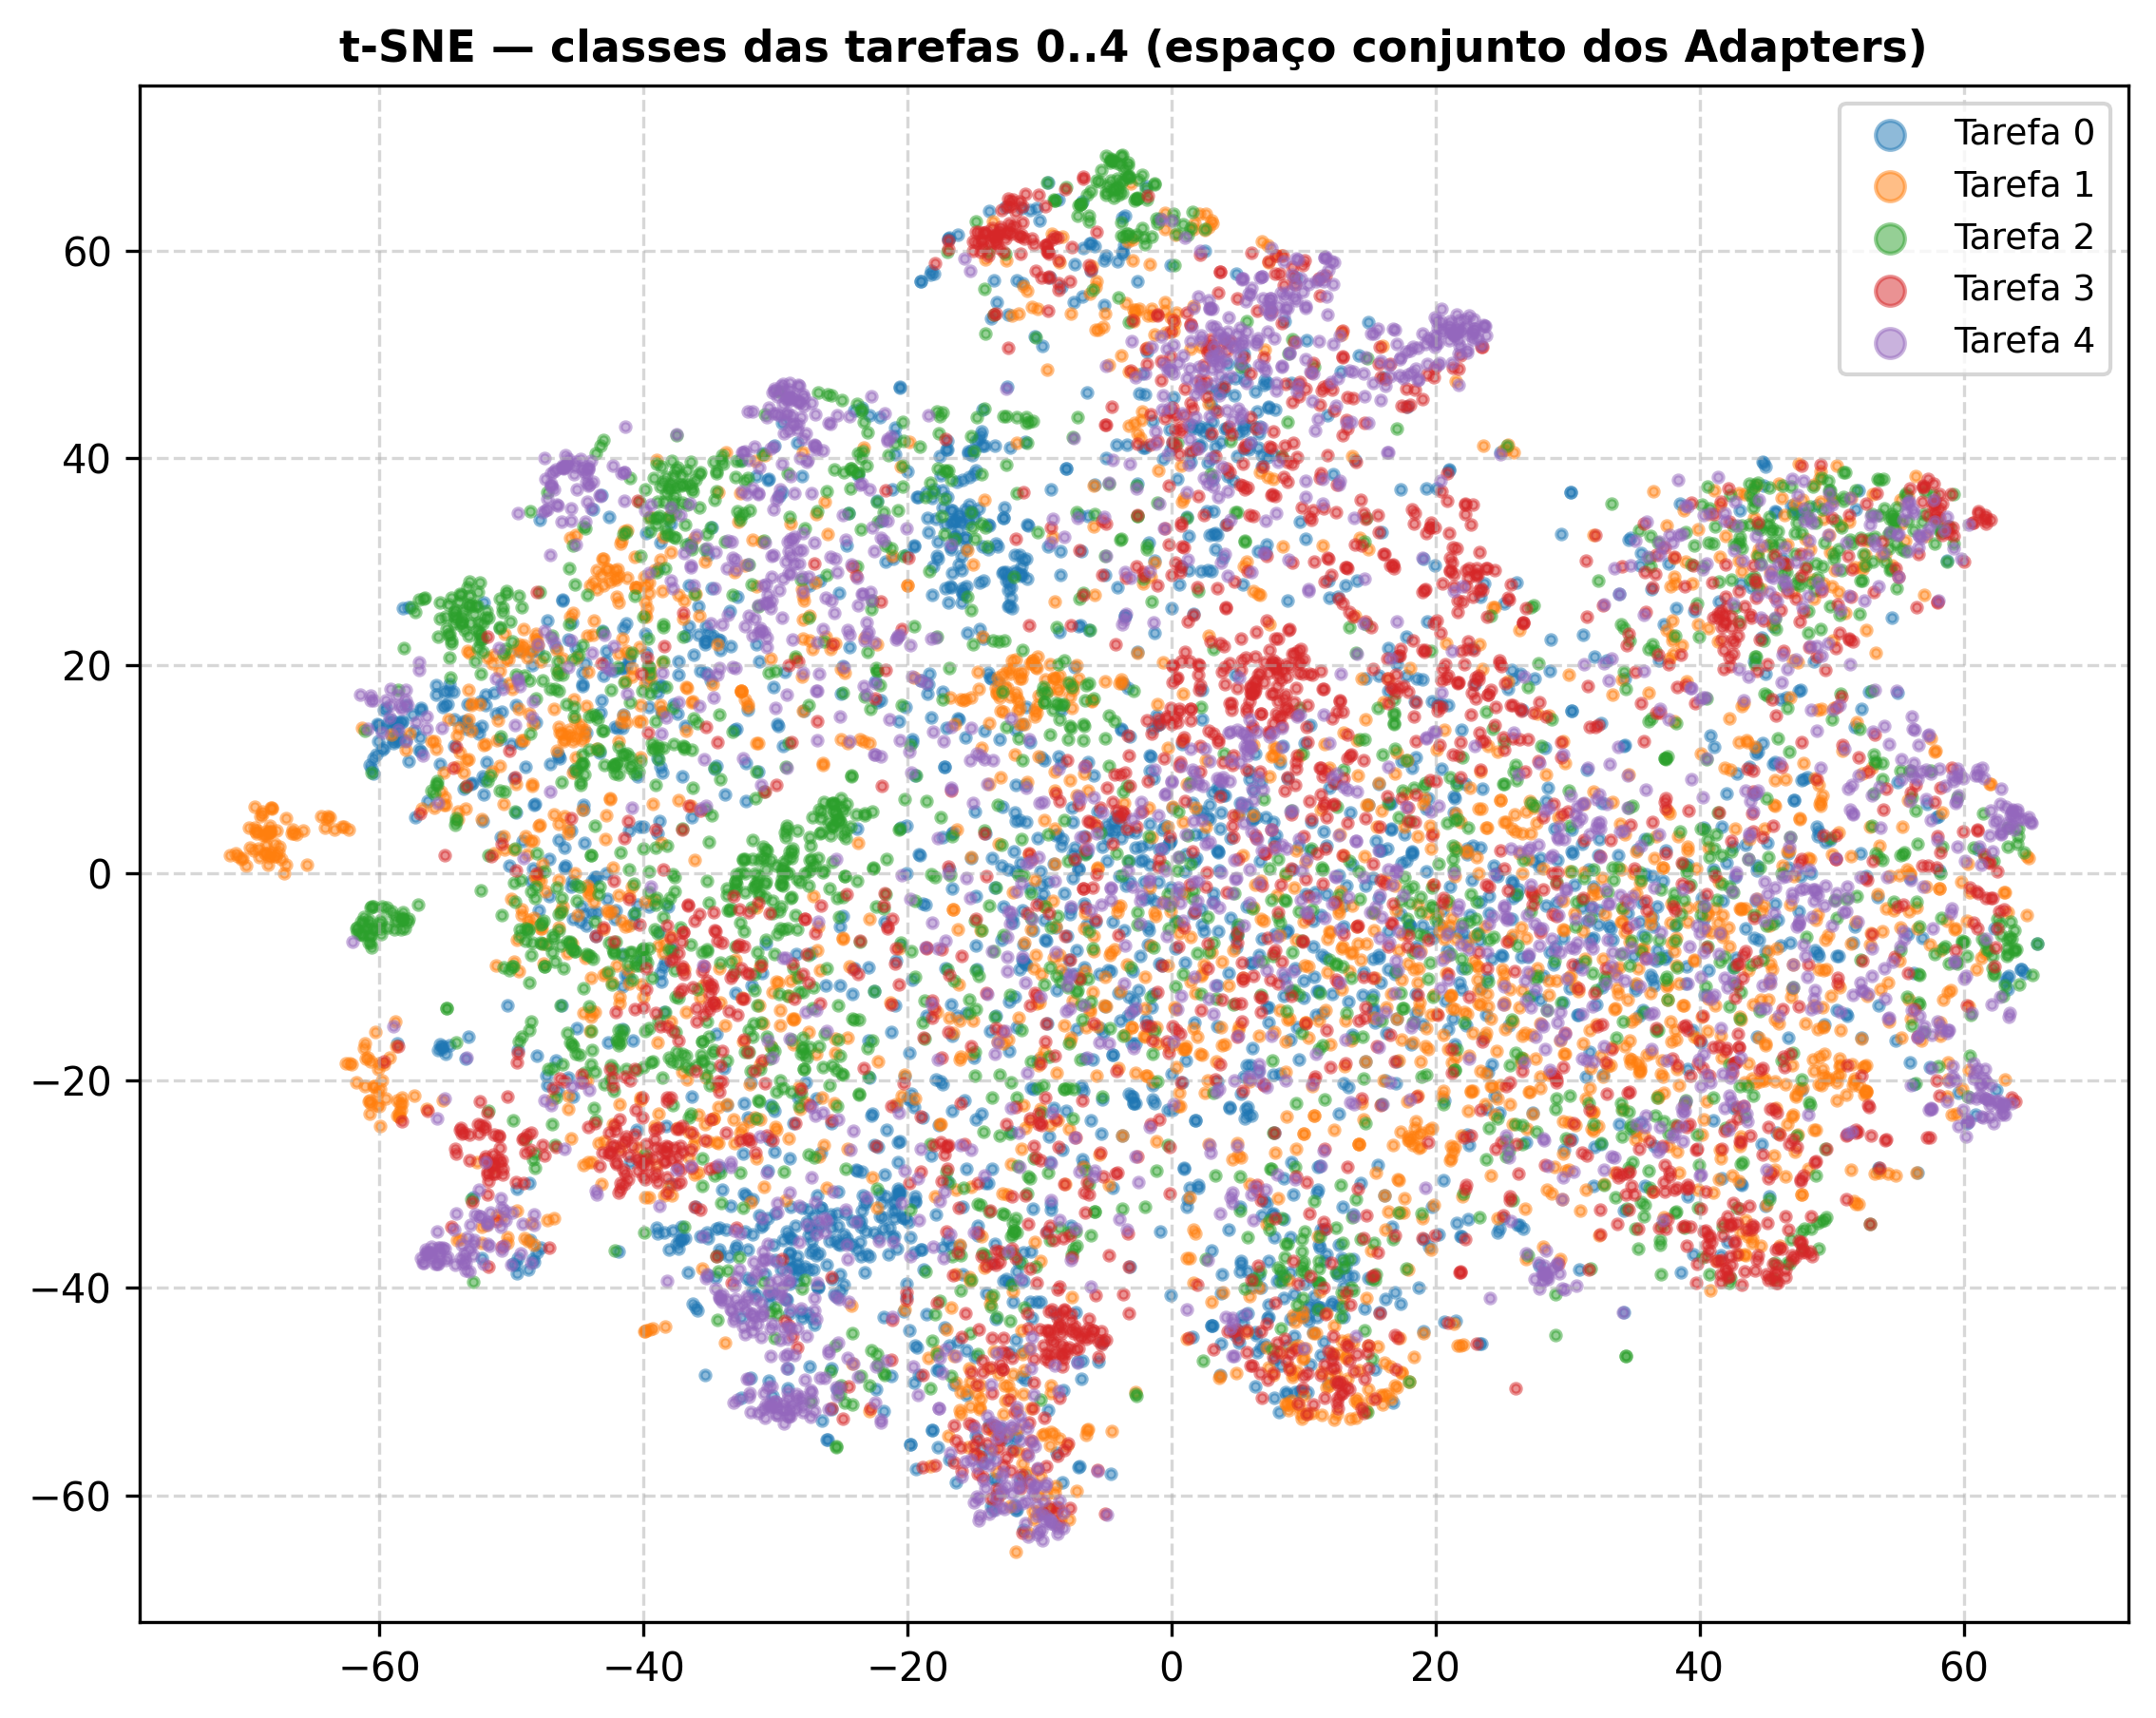 t-SNE — classes das tarefas 0..4 (espaço conjunto dos Adapters)
Tarefa 0
Tarefa 1
Tarefa 2
Tarefa 3
Tarefa 4
60
40
20
0
−20
−40
−60
−60 −40 −20 0 20 40 60